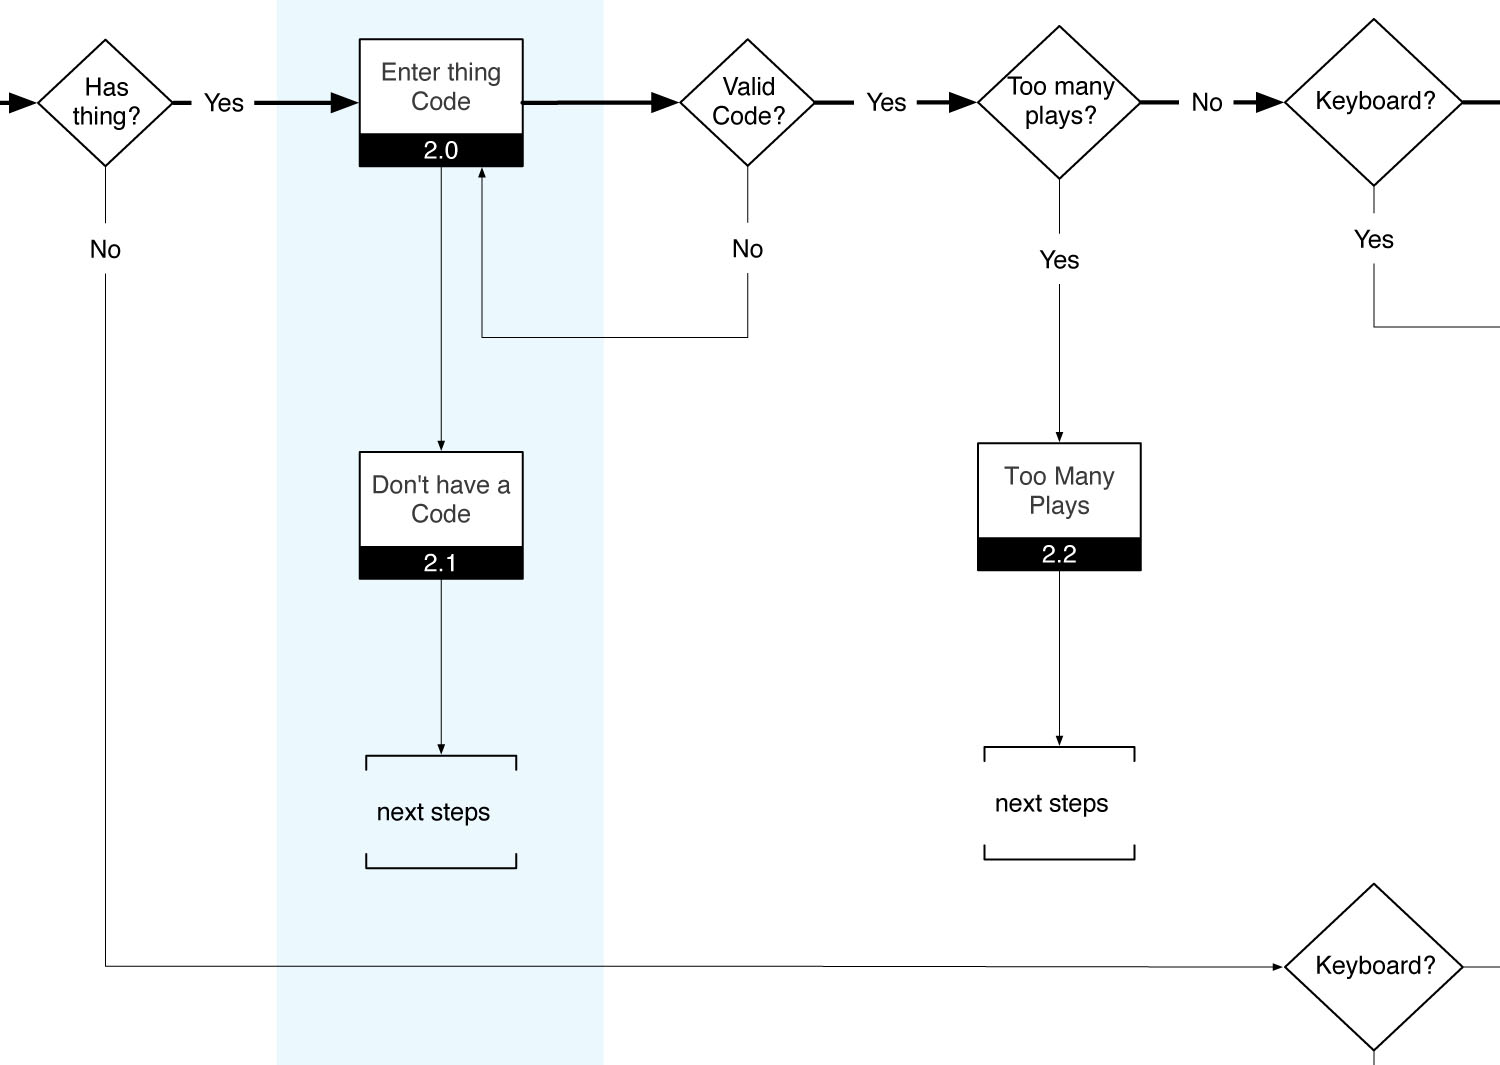 Has
thing?
Yes
Enter thing
Code
2.0
Valid
Code?
Yes
Too many
plays?
No
Keyboard?
No
No
Yes
Yes
Don't have a
Code
2.1
Too Many
Plays
2.2
next steps
next steps
Keyboard?